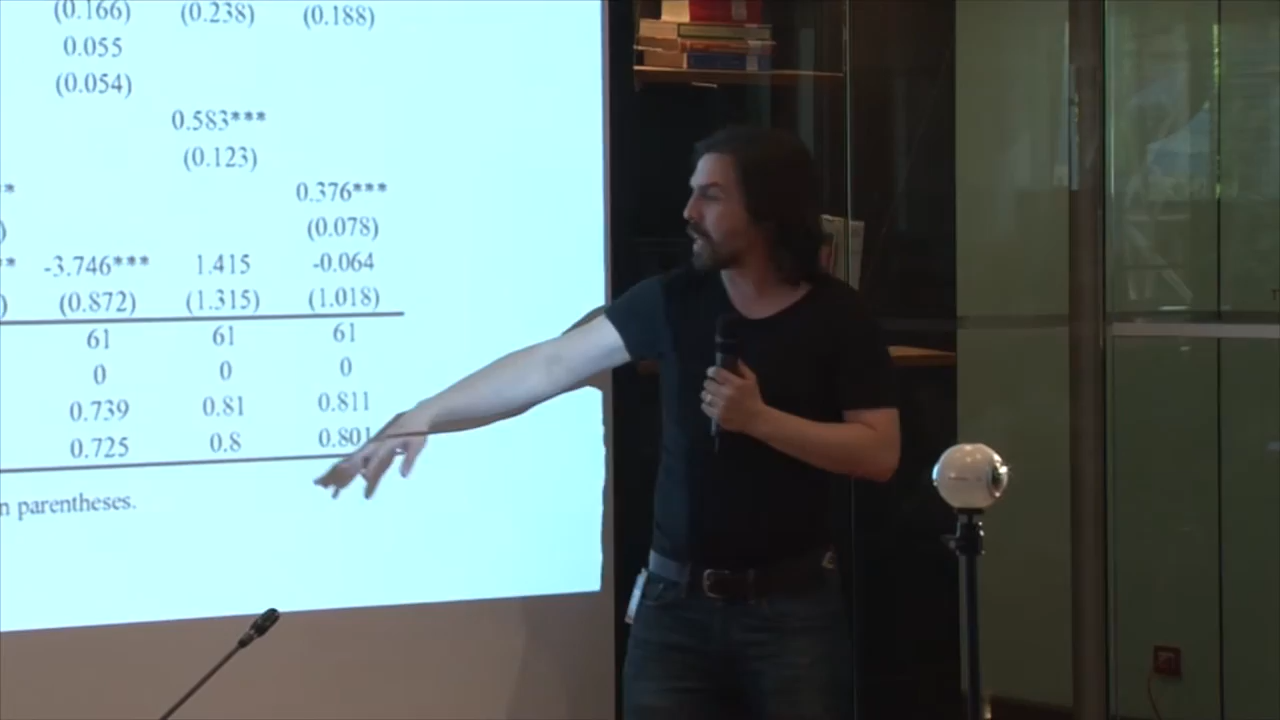 (0.166) (0.238) (0.188)
0.055
(0.054)
0.583***
(0.123)
* 0.376***
) (0.078)
* -3.746*** 1.415 -0.064
) (0.872) (1.315) (1.018)
61 61 61
0 0 0
0.739 0.81 0.811
0.725 0.8 0.801
n parentheses.